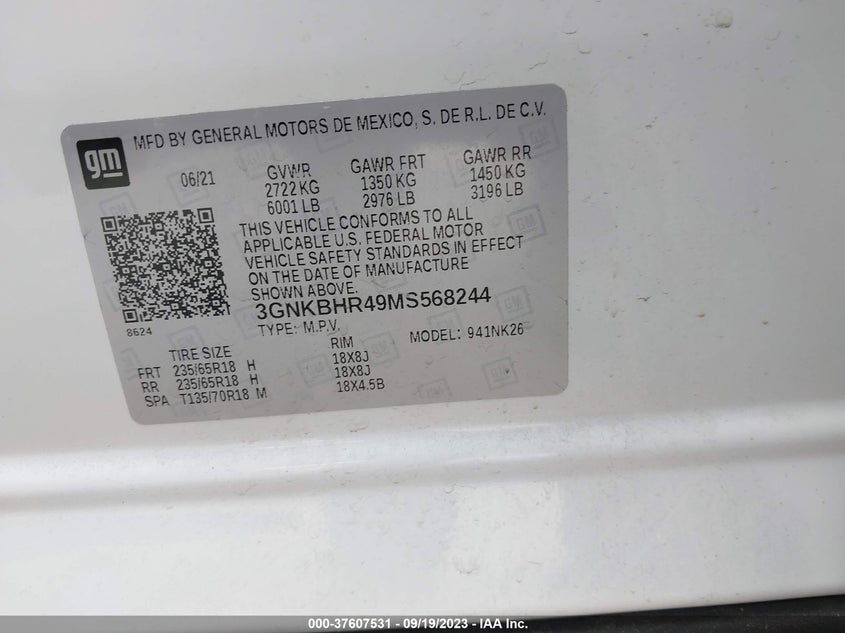 gm
MFD BY GENERAL MOTORS DE MEXICO, S. DE R.L. DE C.V.
06/21 GVWR GAWR FRT GAWR RR
2722 KG 1350 KG 1450 KG
6001 LB 2976 LB 3196 LB
THIS VEHICLE CONFORMS TO ALL
APPLICABLE U.S. FEDERAL MOTOR
VEHICLE SAFETY STANDARDS IN EFFECT
ON THE DATE OF MANUFACTURE
SHOWN ABOVE.
3GNKBHR49MS568244
8624
TYPE: M.P.V. MODEL: 941NK26
TIRE SIZE RIM
FRT 235/65R18 H 18X8J
RR 235/65R18 H 18X8J
SPA T135/70R18 M 18X4.5B
000-37607531 - 09/19/2023 - IAA Inc.